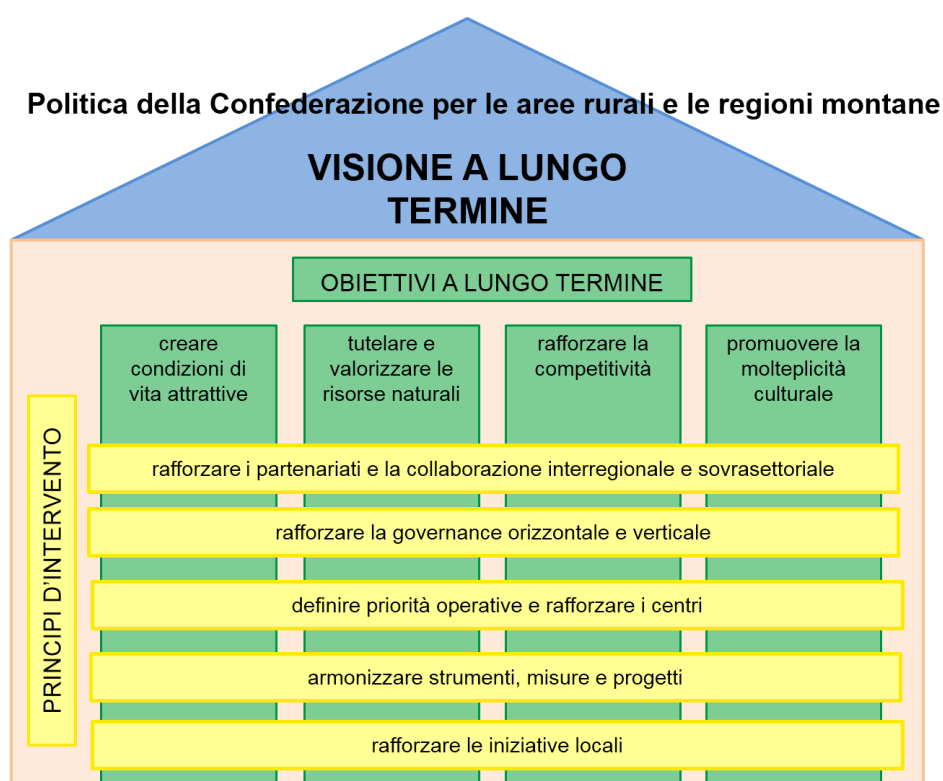 Politica della Confederazione per le aree rurali e le regioni montane
VISIONE A LUNGO
TERMINE
OBIETTIVI A LUNGO TERMINE
creare
condizioni di
vita attrattive
tutelare e
valorizzare le
risorse naturali
rafforzare la
competitività
promuovere la
molteplicità
culturale
PRINCIPI D'INTERVENTO
rafforzare i partenariati e la collaborazione interregionale e sovrasettoriale
rafforzare la governance orizzontale e verticale
definire priorità operative e rafforzare i centri
armonizzare strumenti, misure e progetti
rafforzare le iniziative locali